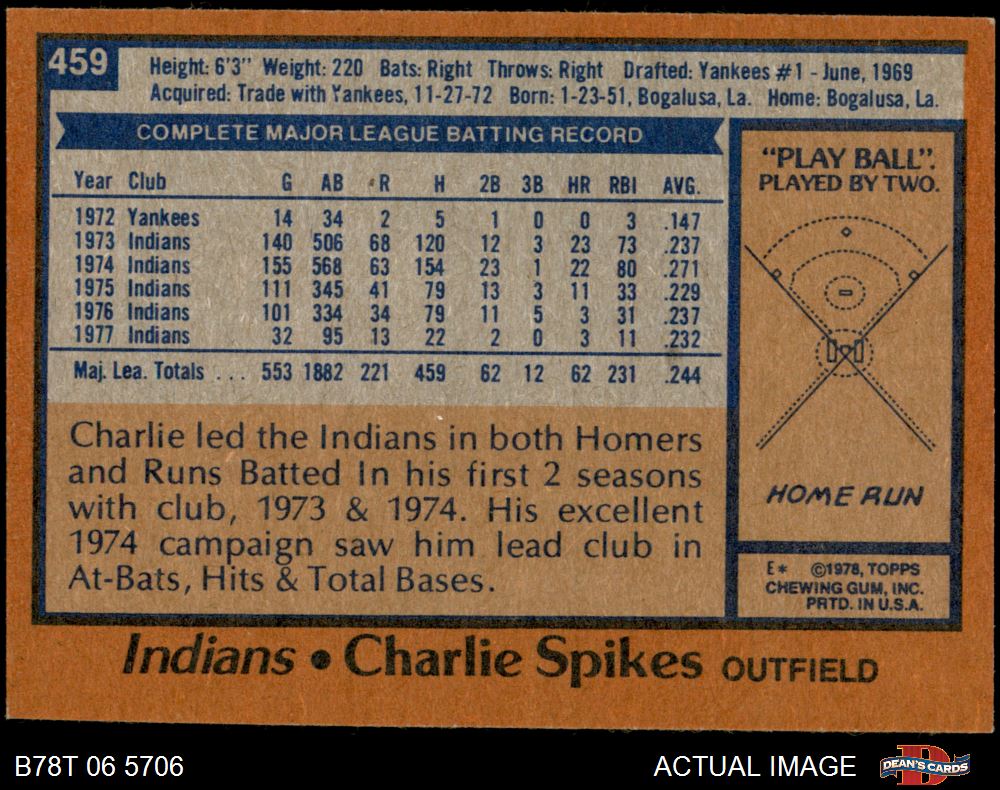 459
Height: 6'3" Weight: 220 Bats: Right Throws: Right Drafted: Yankees #1 - June, 1969
Acquired: Trade with Yankees, 11-27-72 Born: 1-23-51, Bogalusa, La. Home: Bogalusa, La.
COMPLETE MAJOR LEAGUE BATTING RECORD
Year Club G AB R H 2B 3B HR RBI AVG.
1972 Yankees 14 34 2 5 1 0 0 3 .147
1973 Indians 140 506 68 120 12 3 23 73 .237
1974 Indians 155 568 63 154 23 1 22 80 .271
1975 Indians 111 345 41 79 13 3 11 33 .229
1976 Indians 101 334 34 79 11 5 3 31 .237
1977 Indians 32 95 13 22 2 0 3 11 .232
Maj. Lea. Totals . . . 553 1882 221 459 62 12 62 231 .244
Charlie led the Indians in both Homers
and Runs Batted In his first 2 seasons
with club, 1973 & 1974. His excellent
1974 campaign saw him lead club in
At-Bats, Hits & Total Bases.
"PLAY BALL".
PLAYED BY TWO.
HOME RUN
E* ©1978, TOPPS
CHEWING GUM, INC.
PRTD. IN U.S.A.
Indians • Charlie Spikes OUTFIELD
B78T 06 5706
ACTUAL IMAGE
DEAN'S CARDS